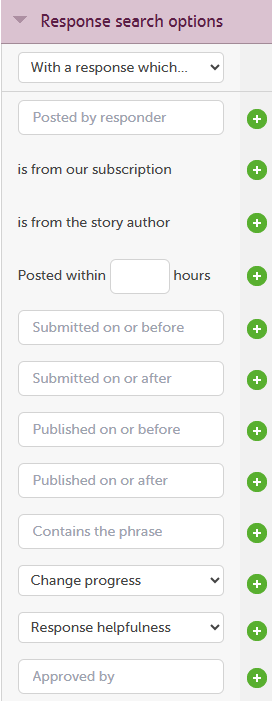 Response search options
With a response which...
Posted by responder
is from our subscription
is from the story author
Posted within hours
Submitted on or before
Submitted on or after
Published on or before
Published on or after
Contains the phrase
Change progress
Response helpfulness
Approved by